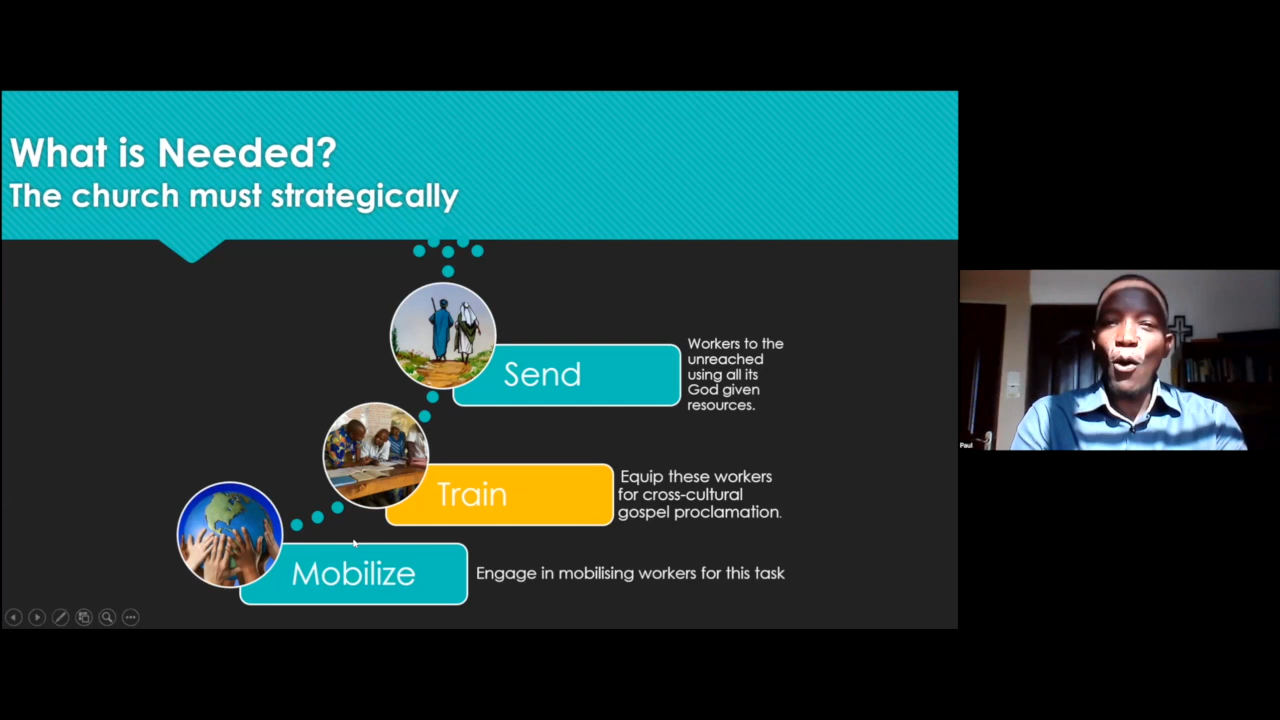 What is Needed?
The church must strategically
Send
Workers to the
unreached
using all its
God given
resources.
Train
Equip these workers
for cross-cultural
gospel proclamation.
Mobilize
Engage in mobilising workers for this task
Paul